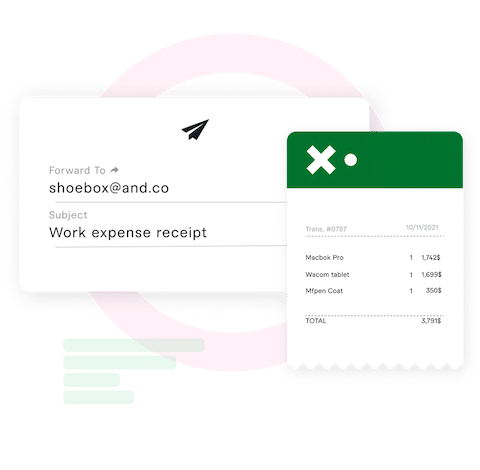 Forward To
shoebox@and.co
Subject
Work expense receipt
Trans. #0787 10/11/2021
Macbok Pro 1 1,742$
Wacom tablet 1 1,699$
Mfpen Coat 1 350$
TOTAL 3,791$